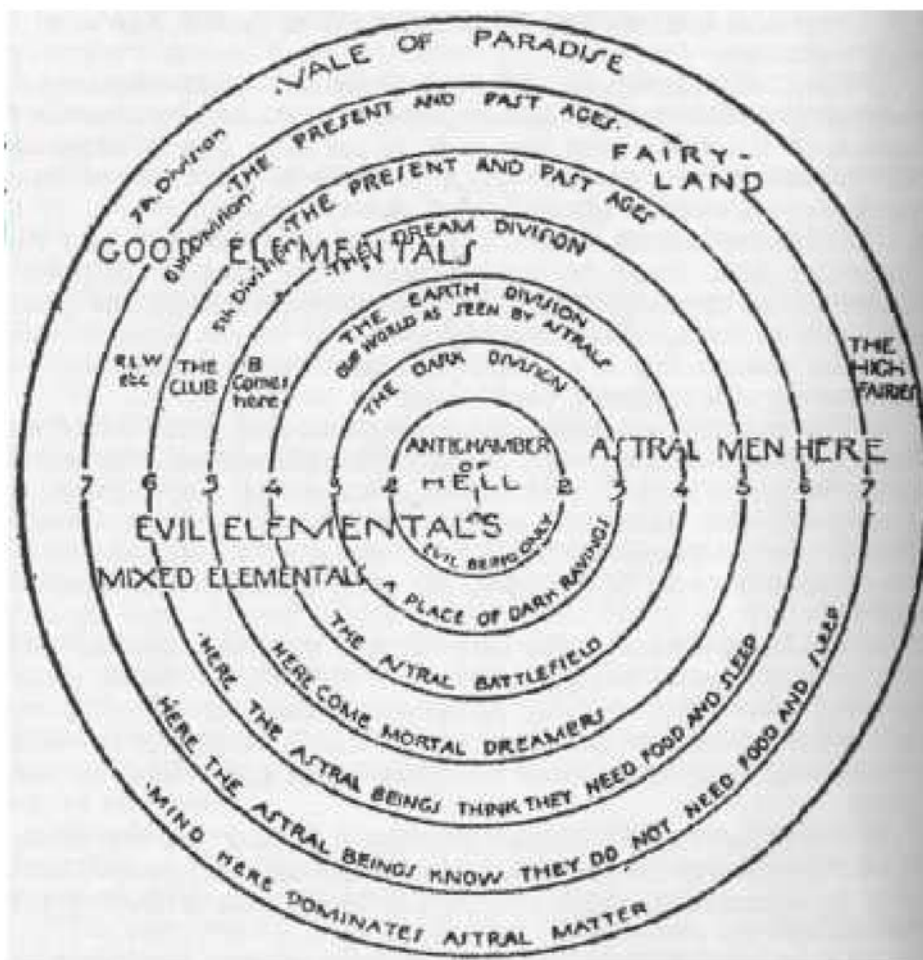 ·VALE OF PARADISE
·THE PRESENT AND PAST AGES·
7th. Division
FAIRY-
LAND
·THE PRESENT AND PAST AGES
6th Division·
GOOD ELEMENTALS
·THE DREAM DIVISION
5th Division
THE EARTH DIVISION
OUR WORLD AS SEEN BY ASTRALS
THE DARK DIVISION
R.L.W
etc
THE
CLUB
B
Comes
here
THE
HIGH
FAIRIES
ANTICHAMBER
OF
HELL
1
ASTRAL MEN HERE
7 6 5 4 3 2 2 3 4 5 6 7
EVIL ELEMENTALS
EVIL BEING ONLY
MIXED ELEMENTALS
A PLACE OF DARK RAVINGS
THE ASTRAL BATTLEFIELD
HERE COME MORTAL DREAMERS
·HERE THE ASTRAL BEINGS THINK THEY NEED FOOD AND SLEEP
HERE THE ASTRAL BEINGS KNOW THEY DO NOT NEED FOOD AND SLEEP
·MIND HERE DOMINATES ASTRAL MATTER